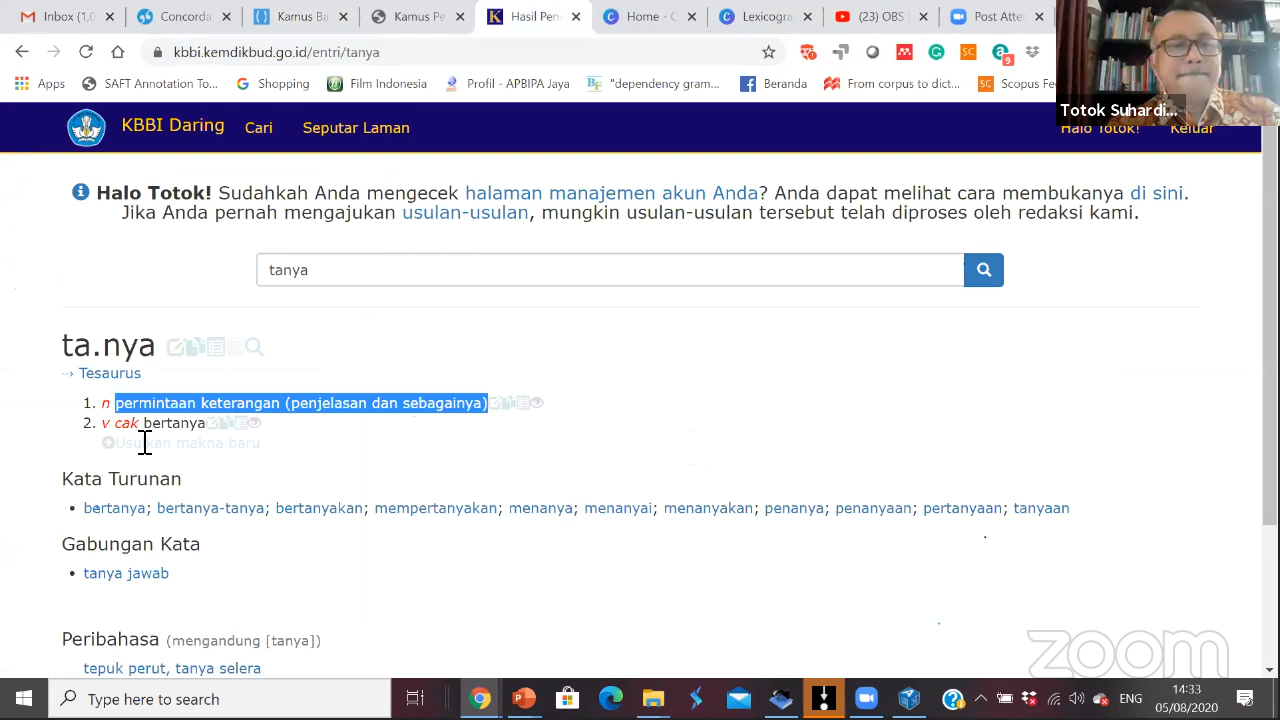 Inbox (1,0
Concorda
Kamus B
Kamus Pe
Hasil Pen
Home - C
Lexicogra
(23) OBS
Post Atter
kbbi.kemdikbud.go.id/entri/tanya
9
Apps
SAFT Annotation To...
Shopping
Film Indonesia
Profil - APBIPA Jaya
"dependency gram...
Beranda
From corpus to dict...
Scopus Fee
Totok Suhardi...
KBBI Daring
Cari
Seputar Laman
Halo Totok!
Keluar
Halo Totok! Sudahkah Anda mengecek halaman manajemen akun Anda? Anda dapat melihat cara membukanya di sini.
Jika Anda pernah mengajukan usulan-usulan, mungkin usulan-usulan tersebut telah diproses oleh redaksi kami.
tanya
ta.nya
Tesaurus
1. n permintaan keterangan (penjelasan dan sebagainya)
2. v cak bertanya
Usulkan makna baru
Kata Turunan
bertanya; bertanya-tanya; bertanyakan; mempertanyakan; menanya; menanyai; menanyakan; penanya; penanyaan; pertanyaan; tanyaan
Gabungan Kata
tanya jawab
Peribahasa (mengandung [tanya])
tepuk perut, tanya selera
zoom
Type here to search
ENG
14:33
05/08/2020